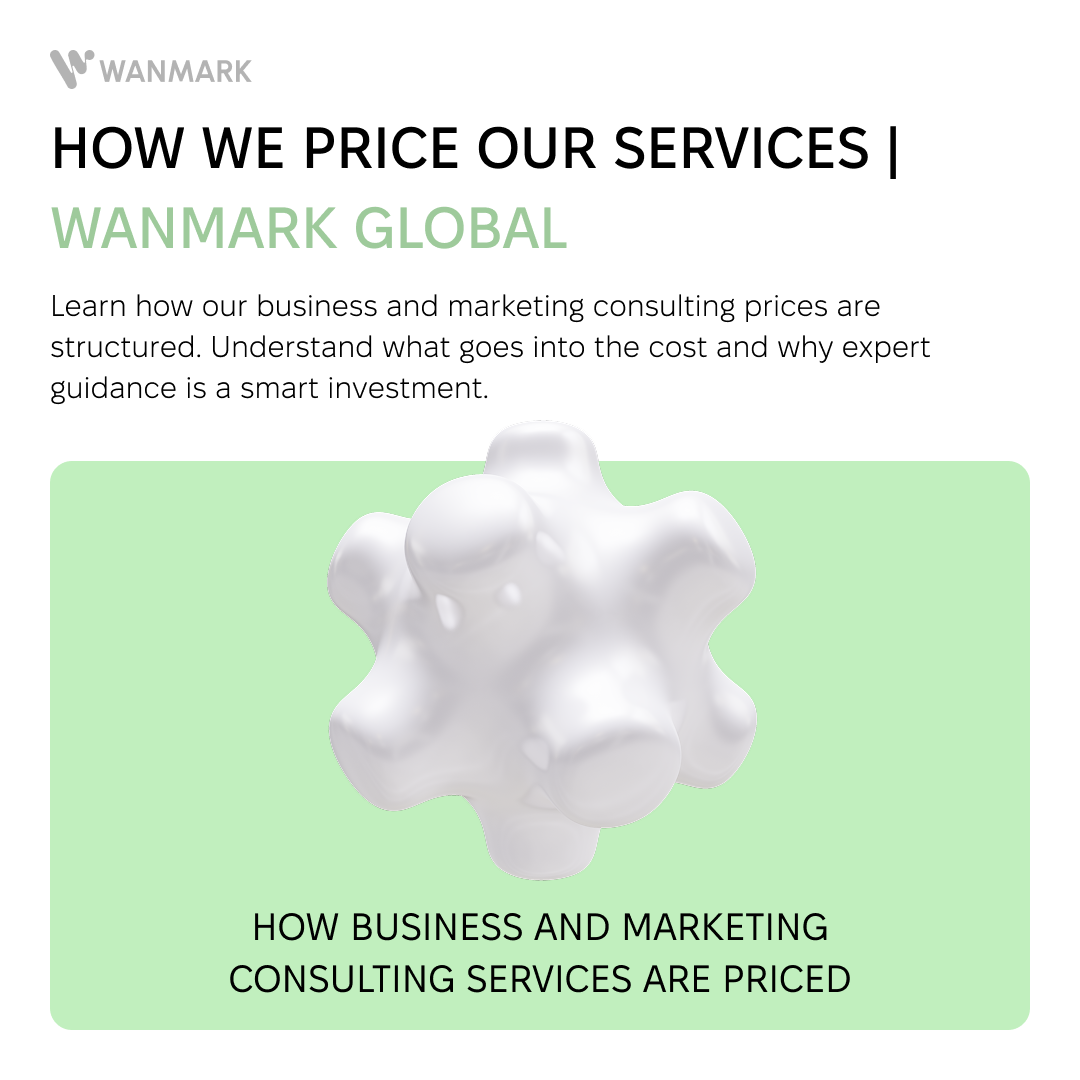 WANMARK
HOW WE PRICE OUR SERVICES |
WANMARK GLOBAL
Learn how our business and marketing consulting prices are
structured. Understand what goes into the cost and why expert
guidance is a smart investment.
HOW BUSINESS AND MARKETING
CONSULTING SERVICES ARE PRICED